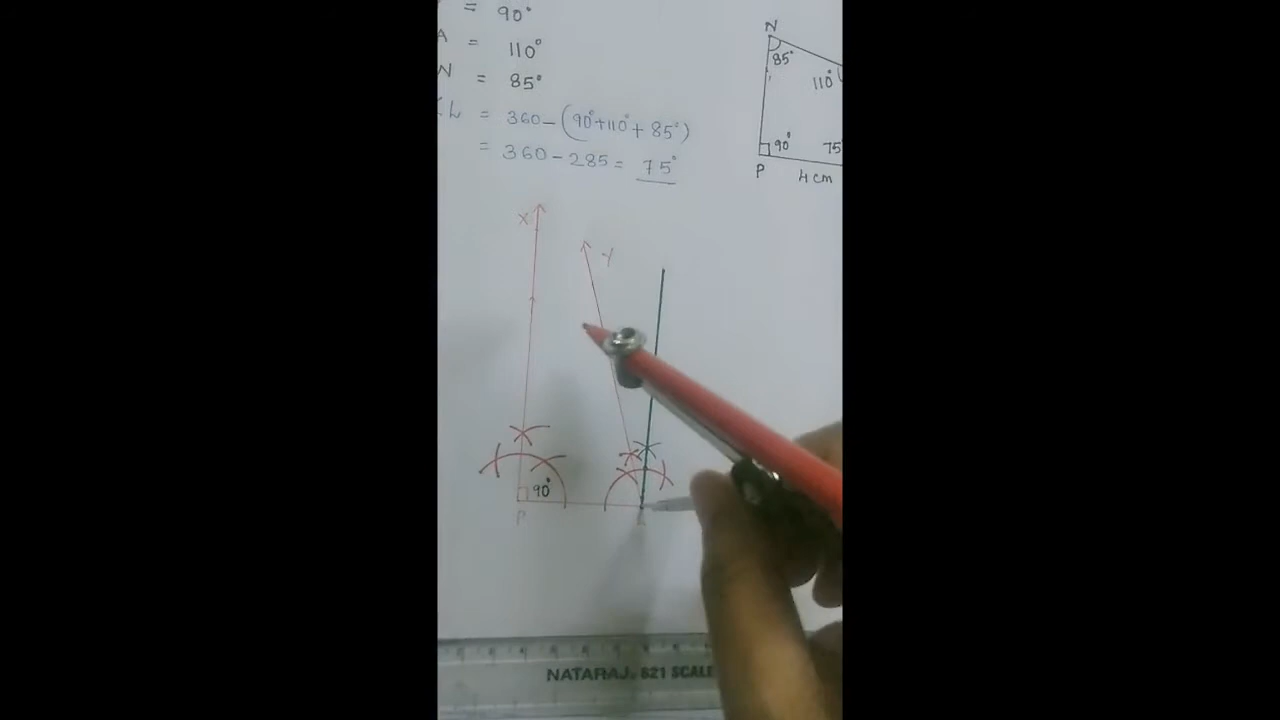 = 90°
A = 110°
N = 85°
L = 360 - (90° + 110° + 85°)
= 360 - 285 = 75°
N
85°
110°
90°
75°
P
4 cm
X
Y
90°
P
L
NATARAJ 621 SCALE